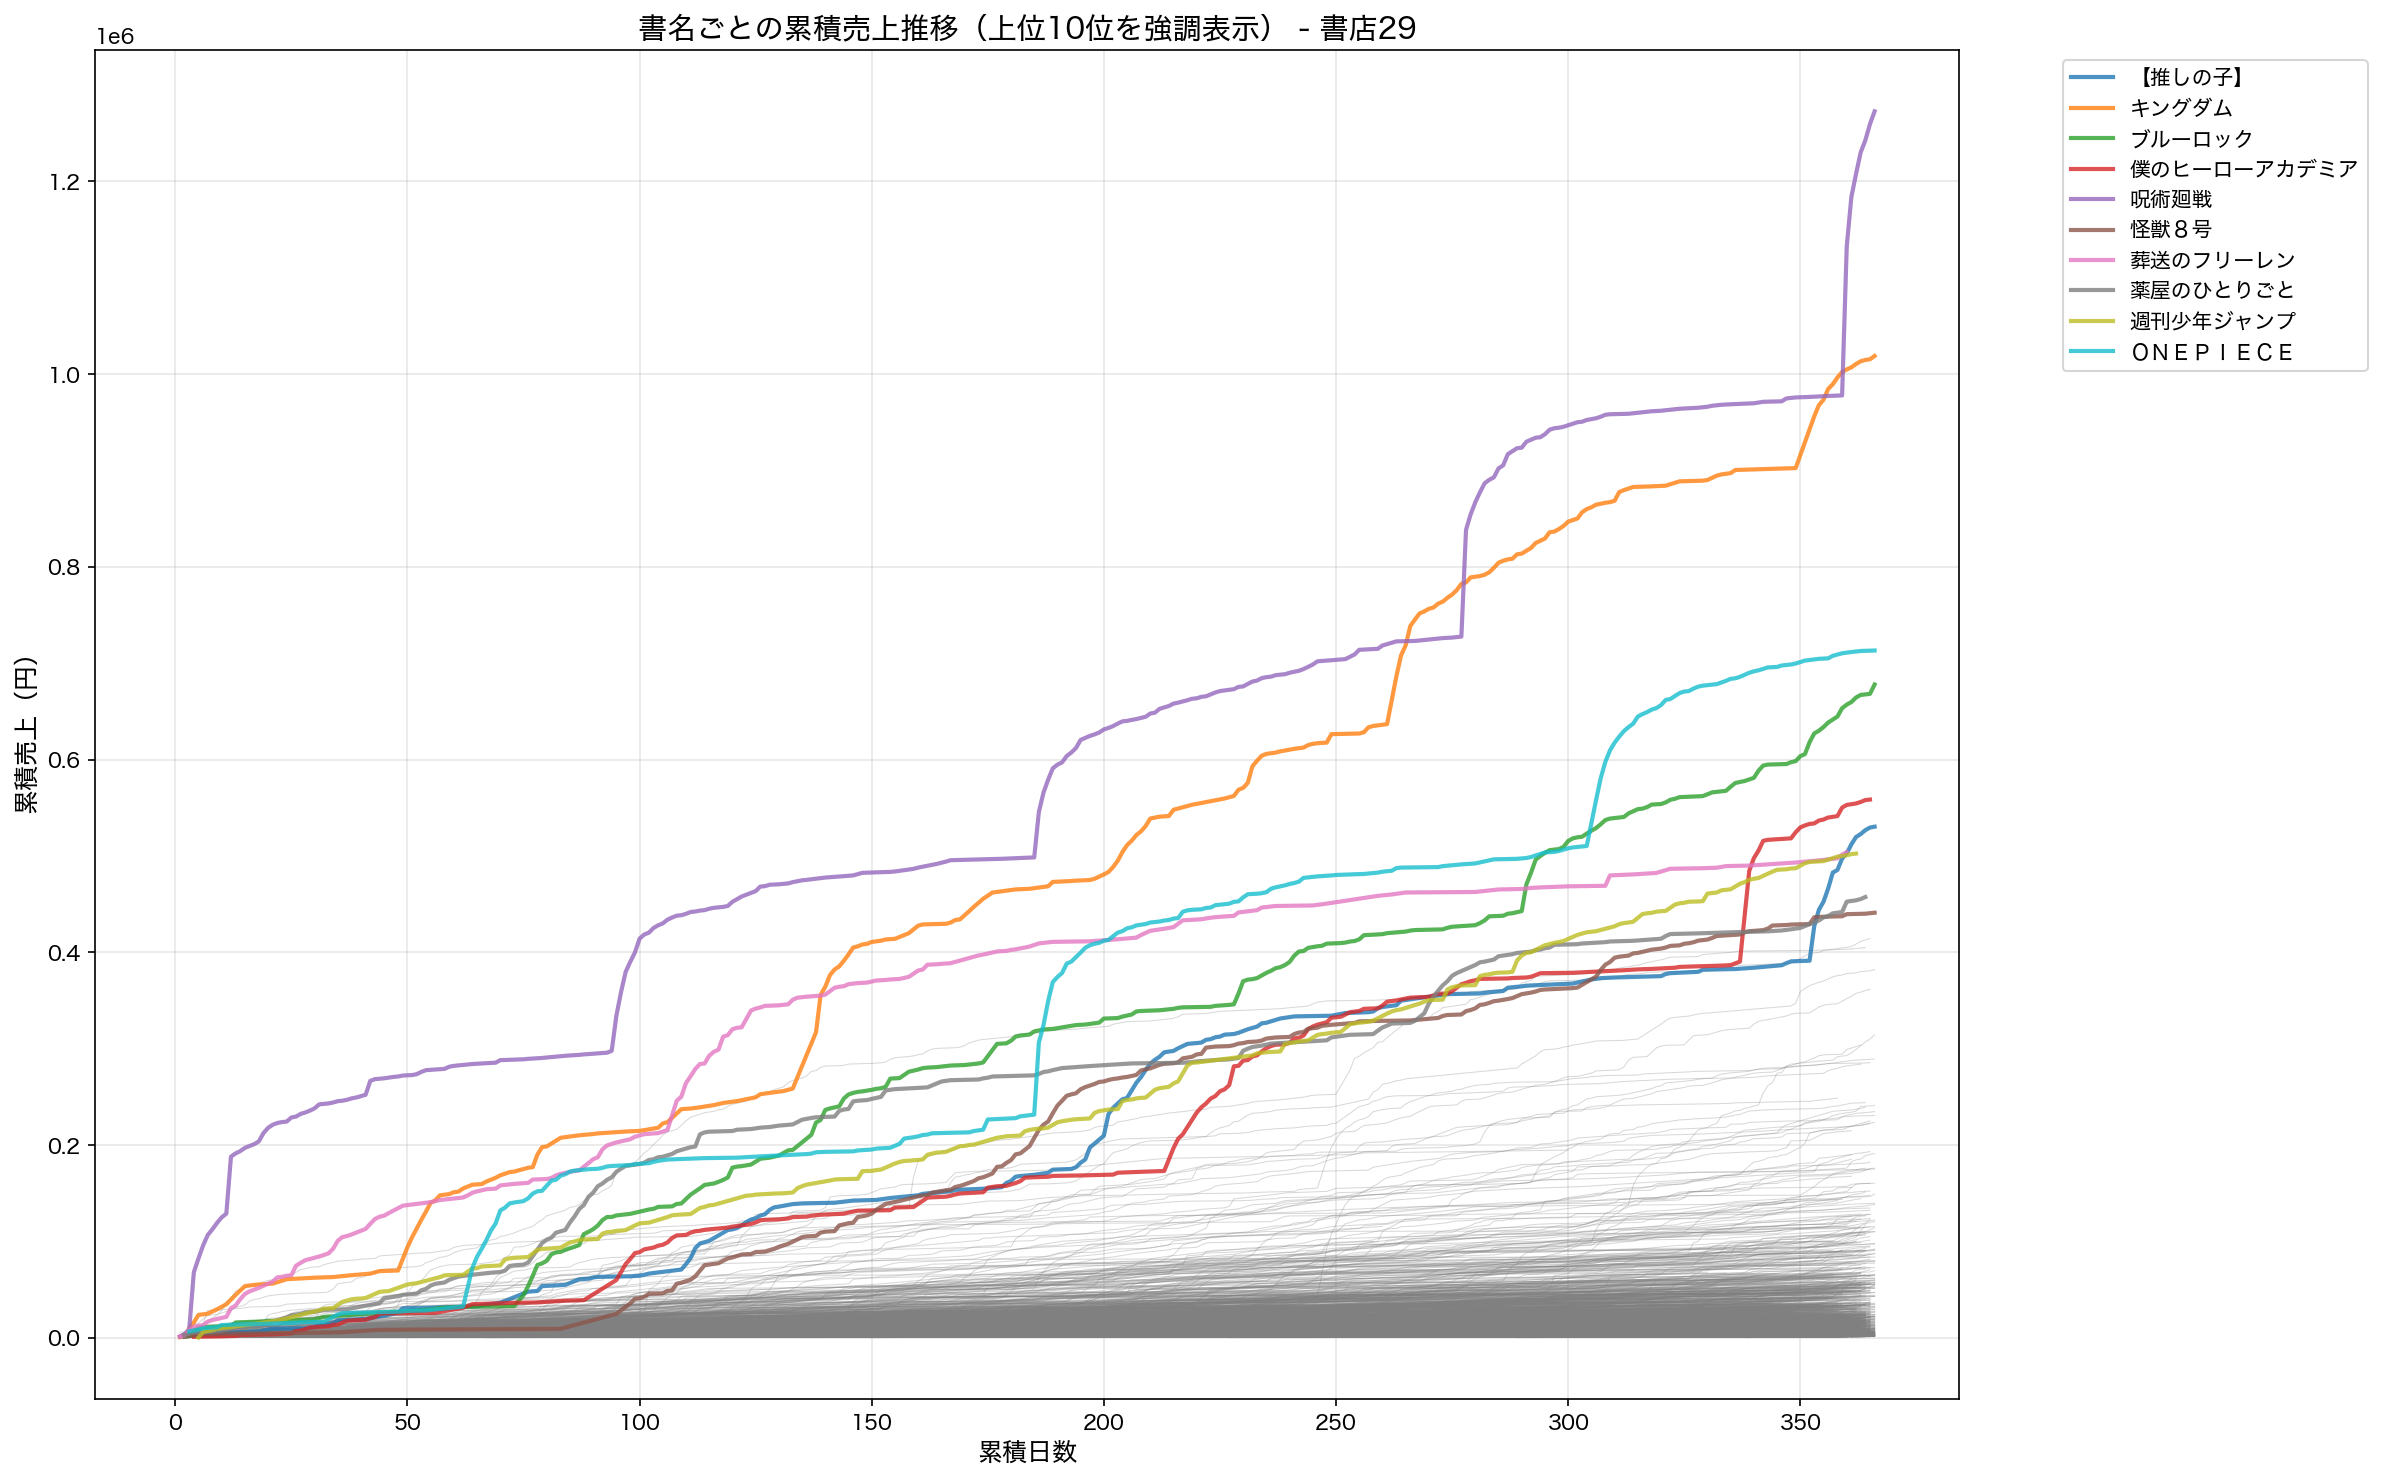 書名ごとの累積売上推移（上位10位を強調表示） - 書店29
1e6
1.2
1.0
0.8
0.6
0.4
0.2
0.0
累積売上（円）
0 50 100 150 200 250 300 350
累積日数
【推しの子】
キングダム
ブルーロック
僕のヒーローアカデミア
呪術廻戦
怪獣８号
葬送のフリーレン
薬屋のひとりごと
週刊少年ジャンプ
ＯＮＥＰＩＥＣＥ